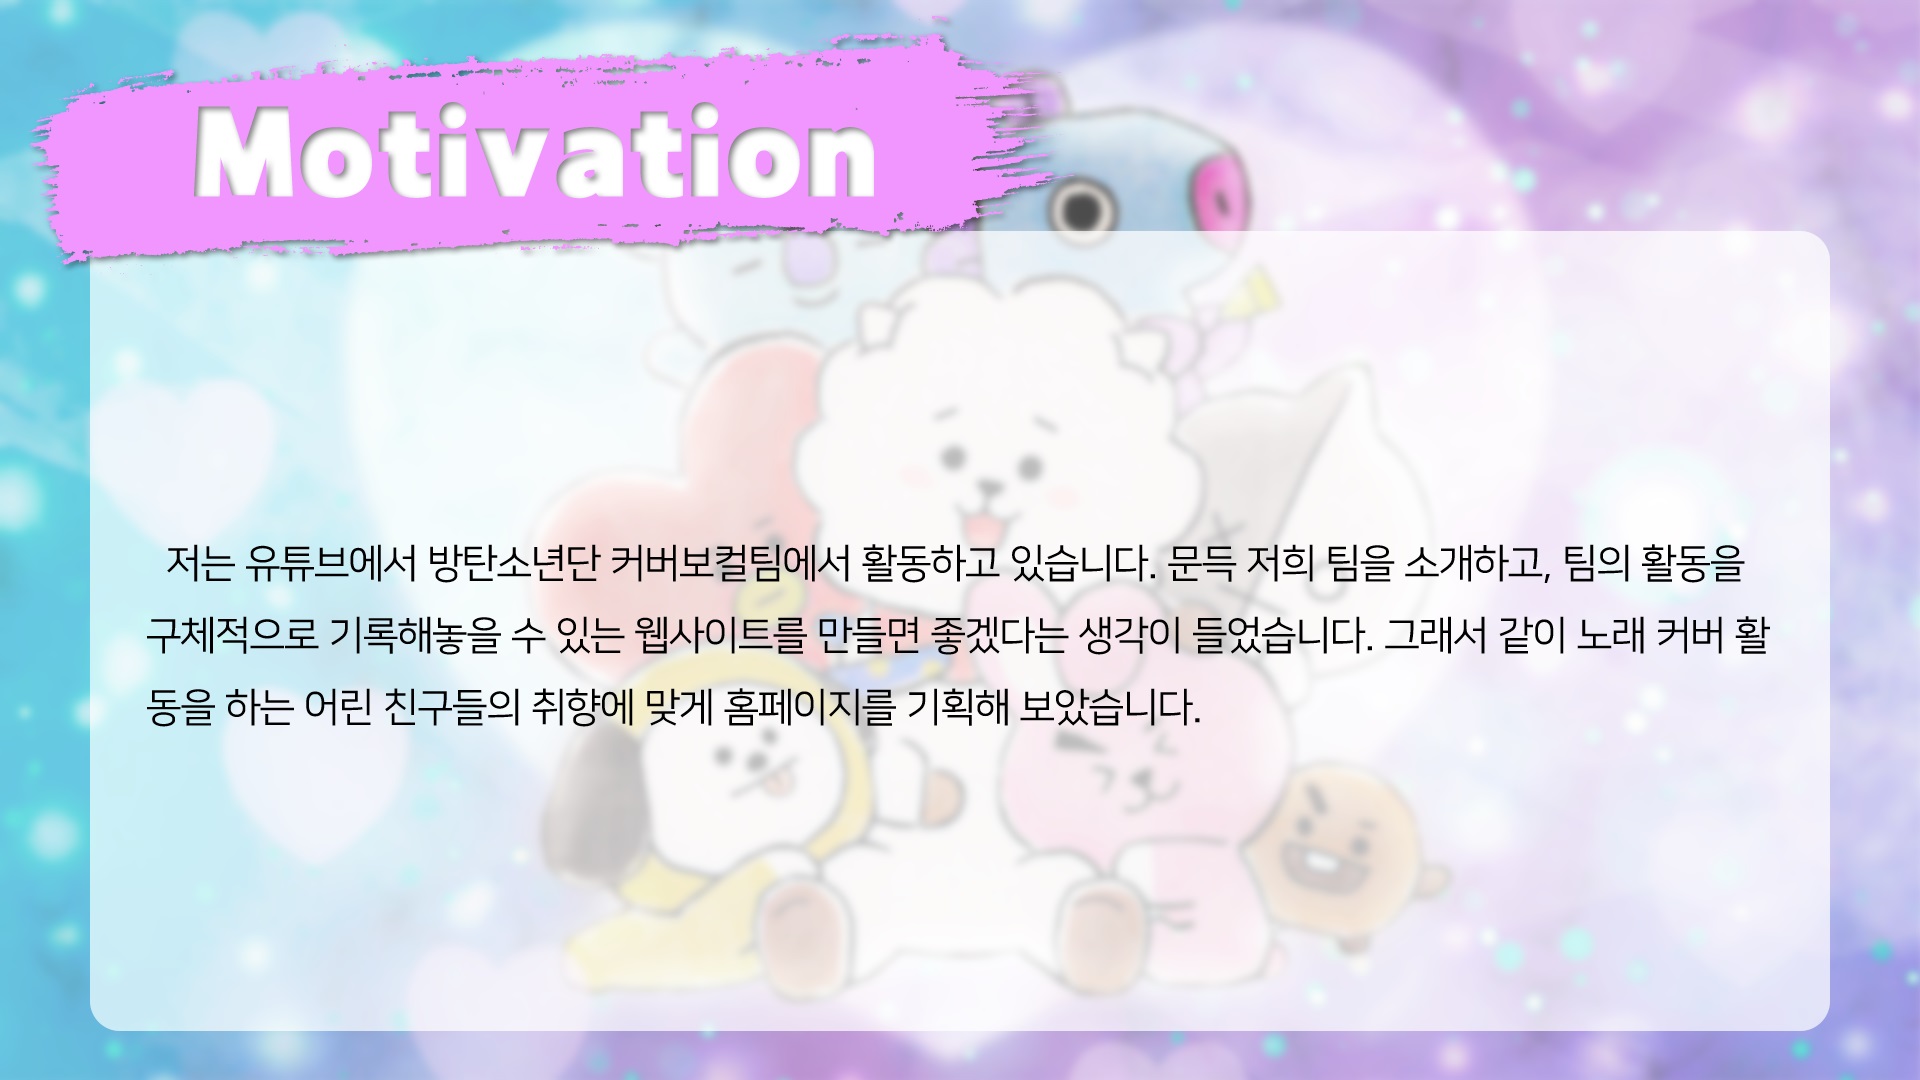 Motivation
저는 유튜브에서 방탄소년단 커버보컬팀에서 활동하고 있습니다. 문득 저희 팀을 소개하고, 팀의 활동을
구체적으로 기록해놓을 수 있는 웹사이트를 만들면 좋겠다는 생각이 들었습니다. 그래서 같이 노래 커버 활
동을 하는 어린 친구들의 취향에 맞게 홈페이지를 기획해 보았습니다.